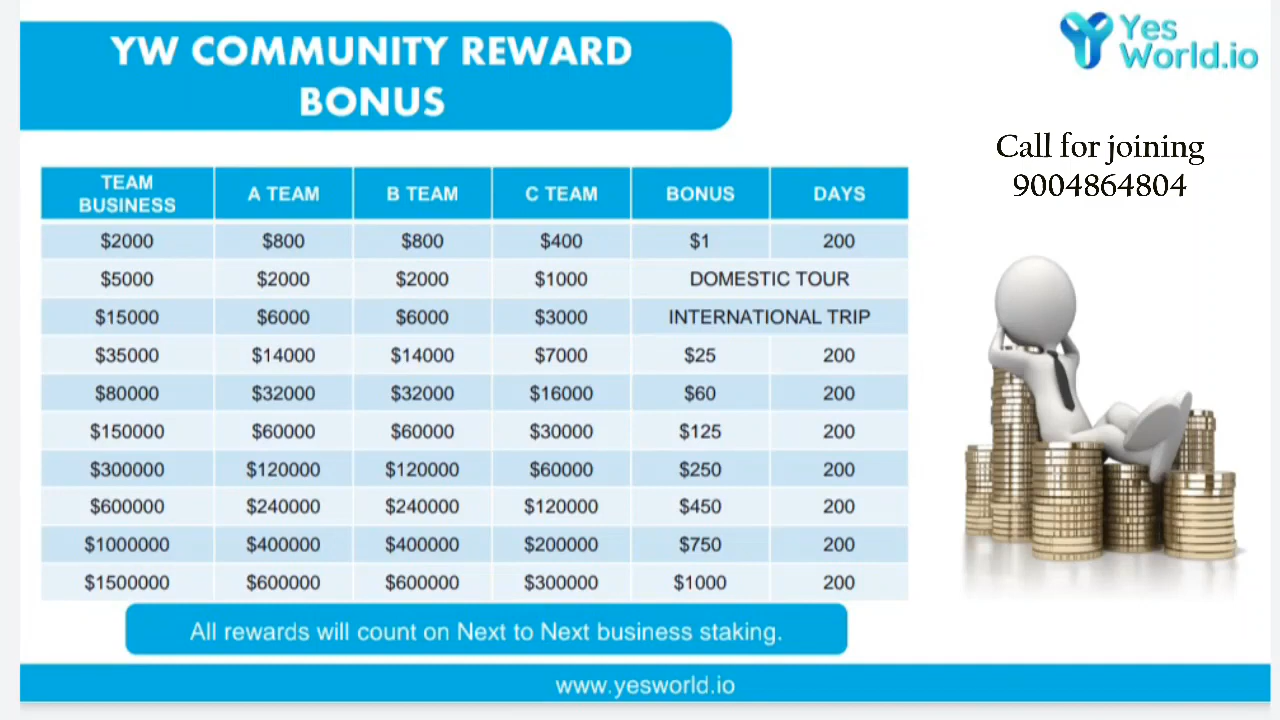 YW COMMUNITY REWARD
BONUS
Yes
World.io
Call for joining
9004864804
TEAM BUSINESS A TEAM B TEAM C TEAM BONUS DAYS
$2000 $800 $800 $400 $1 200
$5000 $2000 $2000 $1000 DOMESTIC TOUR
$15000 $6000 $6000 $3000 INTERNATIONAL TRIP
$35000 $14000 $14000 $7000 $25 200
$80000 $32000 $32000 $16000 $60 200
$150000 $60000 $60000 $30000 $125 200
$300000 $120000 $120000 $60000 $250 200
$600000 $240000 $240000 $120000 $450 200
$1000000 $400000 $400000 $200000 $750 200
$1500000 $600000 $600000 $300000 $1000 200
All rewards will count on Next to Next business staking.
www.yesworld.io